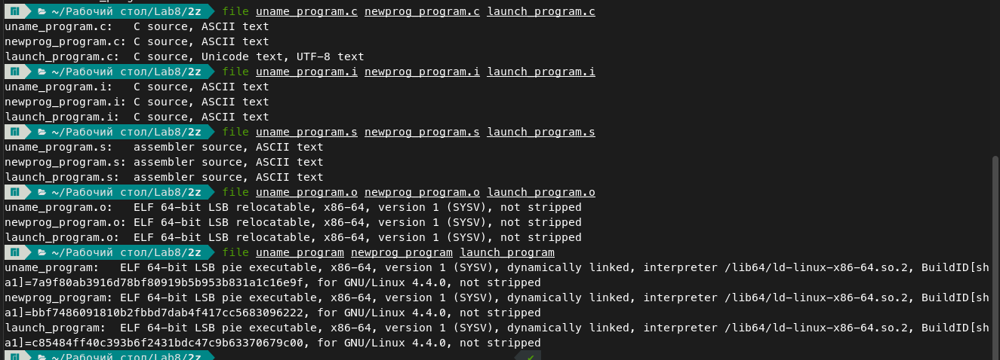 ~/Рабочий стол/Lab8/2z file uname_program.c newprog_program.c launch_program.c
uname_program.c:   C source, ASCII text
newprog_program.c: C source, ASCII text
launch_program.c:  C source, Unicode text, UTF-8 text
~/Рабочий стол/Lab8/2z file uname_program.i newprog_program.i launch_program.i
uname_program.i:   C source, ASCII text
newprog_program.i: C source, ASCII text
launch_program.i:  C source, ASCII text
~/Рабочий стол/Lab8/2z file uname_program.s newprog_program.s launch_program.s
uname_program.s:   assembler source, ASCII text
newprog_program.s: assembler source, ASCII text
launch_program.s:  assembler source, ASCII text
~/Рабочий стол/Lab8/2z file uname_program.o newprog_program.o launch_program.o
uname_program.o:   ELF 64-bit LSB relocatable, x86-64, version 1 (SYSV), not stripped
newprog_program.o: ELF 64-bit LSB relocatable, x86-64, version 1 (SYSV), not stripped
launch_program.o:  ELF 64-bit LSB relocatable, x86-64, version 1 (SYSV), not stripped
~/Рабочий стол/Lab8/2z file uname_program newprog_program launch_program
uname_program:   ELF 64-bit LSB pie executable, x86-64, version 1 (SYSV), dynamically linked, interpreter /lib64/ld-linux-x86-64.so.2, BuildID[sh
a1]=7a9f80ab3916d78bf80919b5b953b831a1c16e9f, for GNU/Linux 4.4.0, not stripped
newprog_program: ELF 64-bit LSB pie executable, x86-64, version 1 (SYSV), dynamically linked, interpreter /lib64/ld-linux-x86-64.so.2, BuildID[sh
a1]=bbf7486091810b2fbbd7dab4f417cc5683096222, for GNU/Linux 4.4.0, not stripped
launch_program:  ELF 64-bit LSB pie executable, x86-64, version 1 (SYSV), dynamically linked, interpreter /lib64/ld-linux-x86-64.so.2, BuildID[sh
a1]=c85484ff40c393b6f2431bdc47c9b63370679c00, for GNU/Linux 4.4.0, not stripped
~/Рабочий стол/Lab8/2z ✔